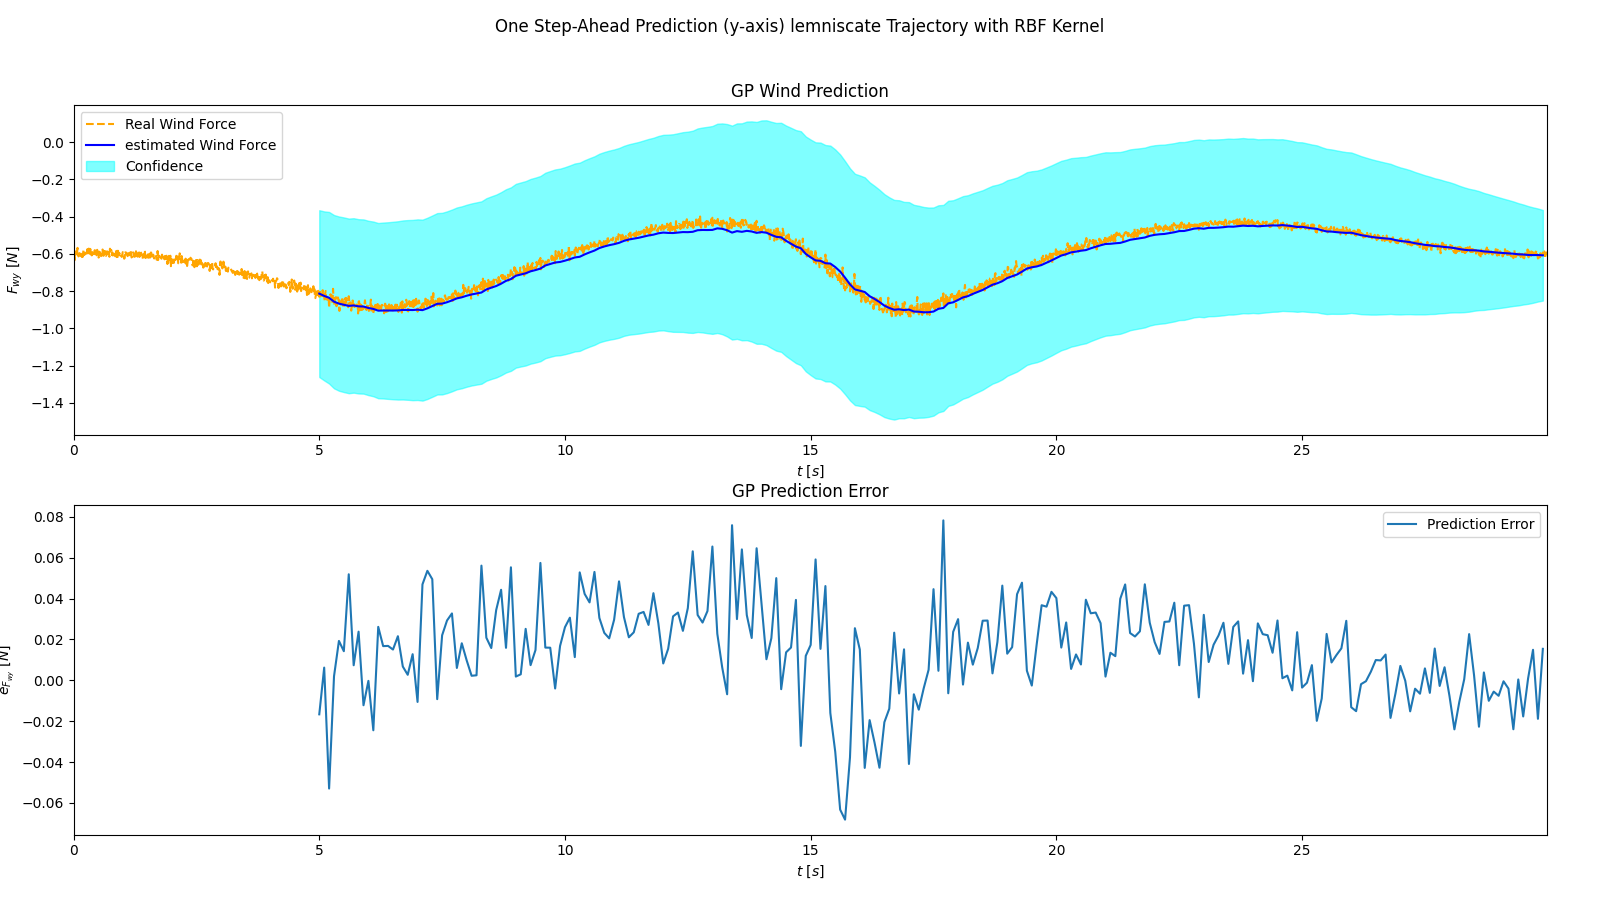 One Step-Ahead Prediction (y-axis) lemniscate Trajectory with RBF Kernel
GP Wind Prediction
Real Wind Force
estimated Wind Force
Confidence
0.0
−0.2
−0.4
−0.6
−0.8
−1.0
−1.2
−1.4
F_wy [N]
0 5 10 15 20 25
t [s]
GP Prediction Error
Prediction Error
0.08
0.06
0.04
0.02
0.00
−0.02
−0.04
−0.06
e_F_wy [N]
0 5 10 15 20 25
t [s]